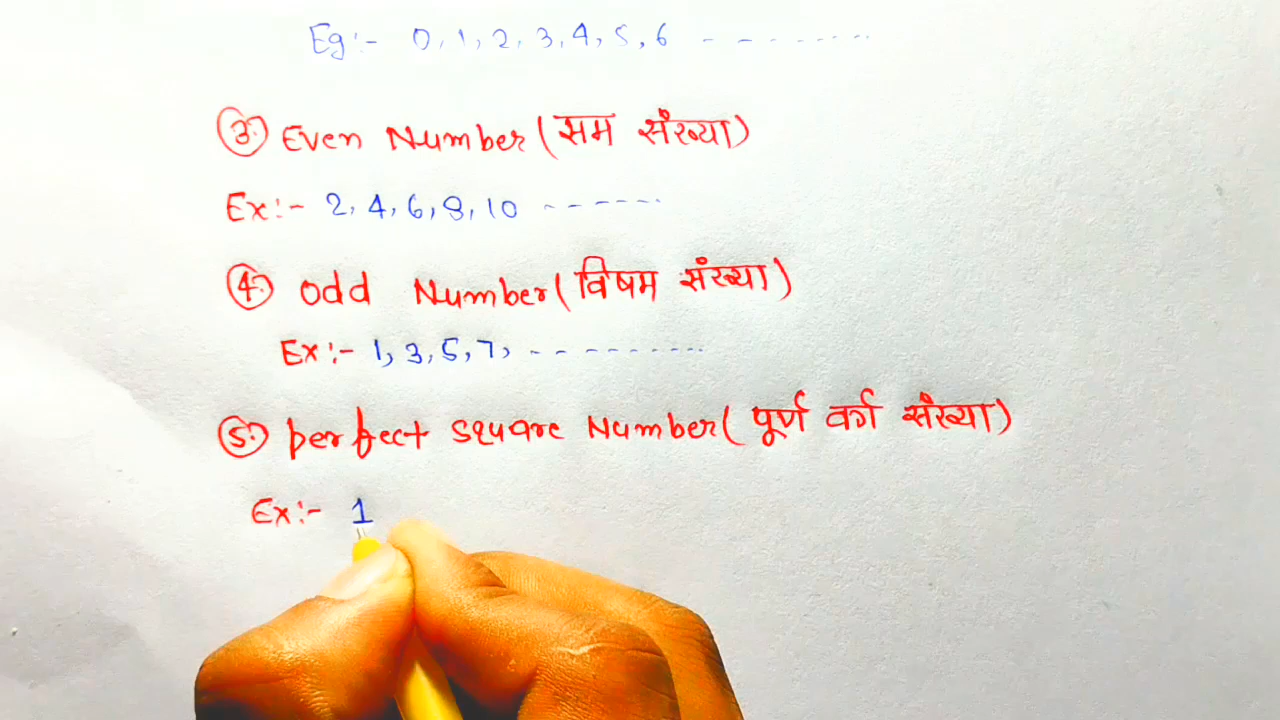 Eg:- 0, 1, 2, 3, 4, 5, 6 - - - - - - - -
③ Even Number (सम संख्या)
Ex:- 2, 4, 6, 8, 10 - - - - - -
④ Odd Number (विषम संख्या)
Ex:- 1, 3, 5, 7, - - - - - - - - - -
⑤ perfect square Number (पूर्ण वर्ग संख्या)
Ex:- 1